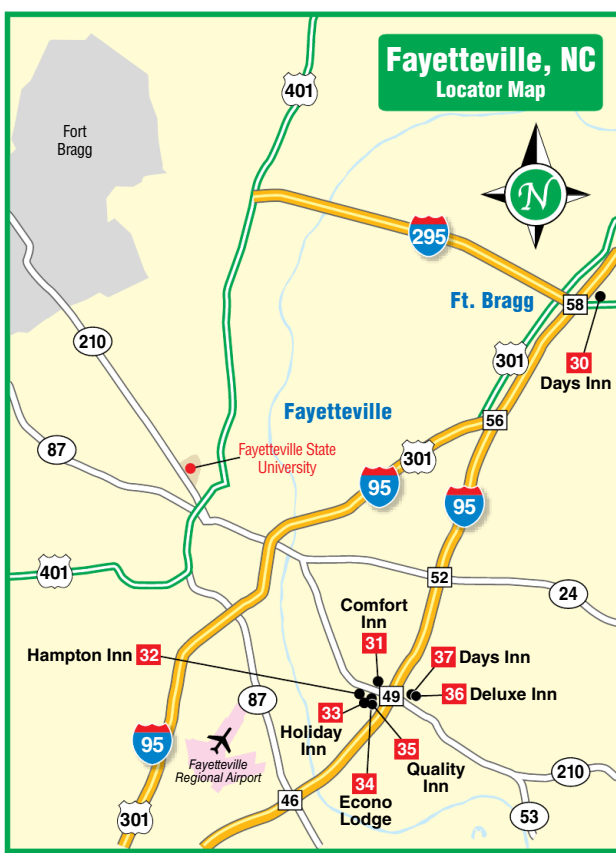 Fayetteville, NC
Locator Map
401
Fort
Bragg
N
295
Ft. Bragg
58
210
301
30
Days Inn
Fayetteville
56
87
301
Fayetteville State
University
95
95
401
52
24
Comfort
Inn
31
Hampton Inn 32
37 Days Inn
36 Deluxe Inn
49
87
33
Holiday
Inn
35
Quality
Inn
95
Fayetteville
Regional Airport
34
Econo
Lodge
210
46
301
53